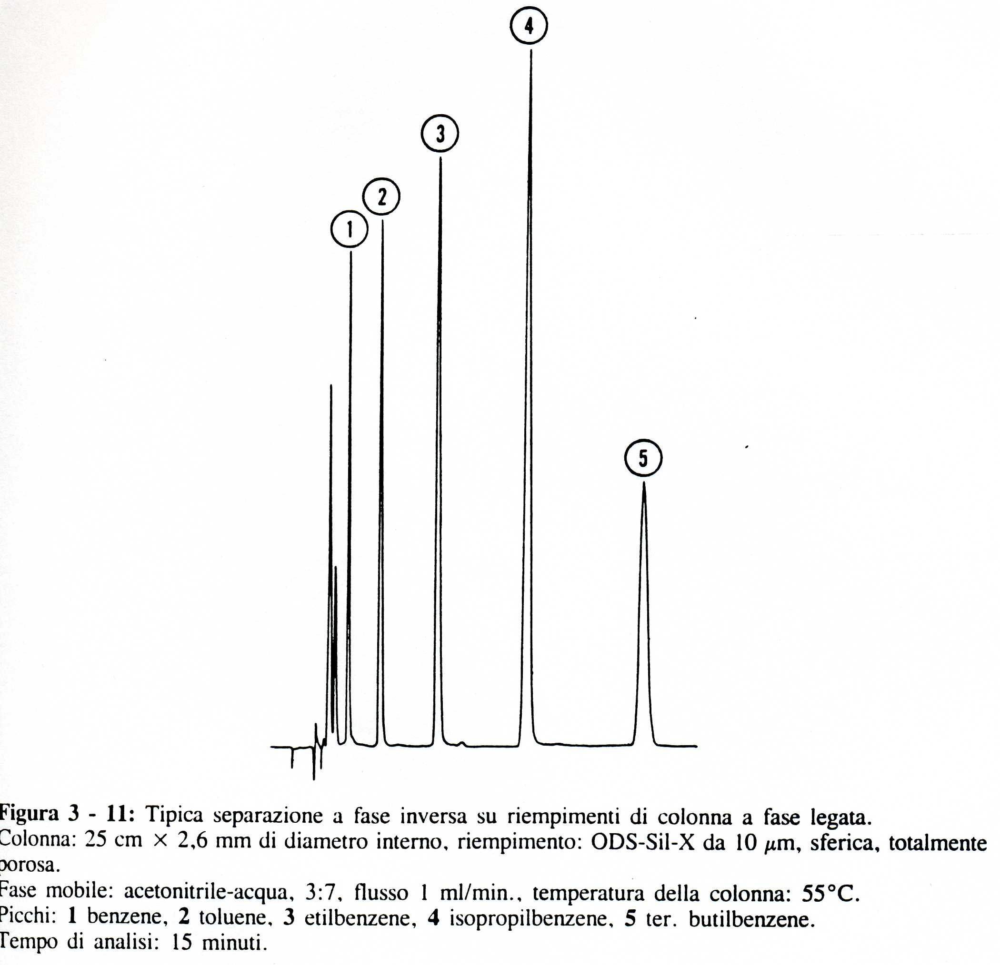 4
3
2
1
5
Figura 3 - 11: Tipica separazione a fase inversa su riempimenti di colonna a fase legata.
Colonna: 25 cm × 2,6 mm di diametro interno, riempimento: ODS-Sil-X da 10 μm, sferica, totalmente
porosa.
Fase mobile: acetonitrile-acqua, 3:7, flusso 1 ml/min., temperatura della colonna: 55°C.
Picchi: 1 benzene, 2 toluene, 3 etilbenzene, 4 isopropilbenzene, 5 ter. butilbenzene.
Tempo di analisi: 15 minuti.